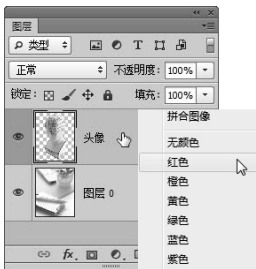 图层
类型
正常 不透明度: 100%
锁定: 填充: 100%
头像
图层 0
fx.
拼合图像
无颜色
红色
橙色
黄色
绿色
蓝色
紫色